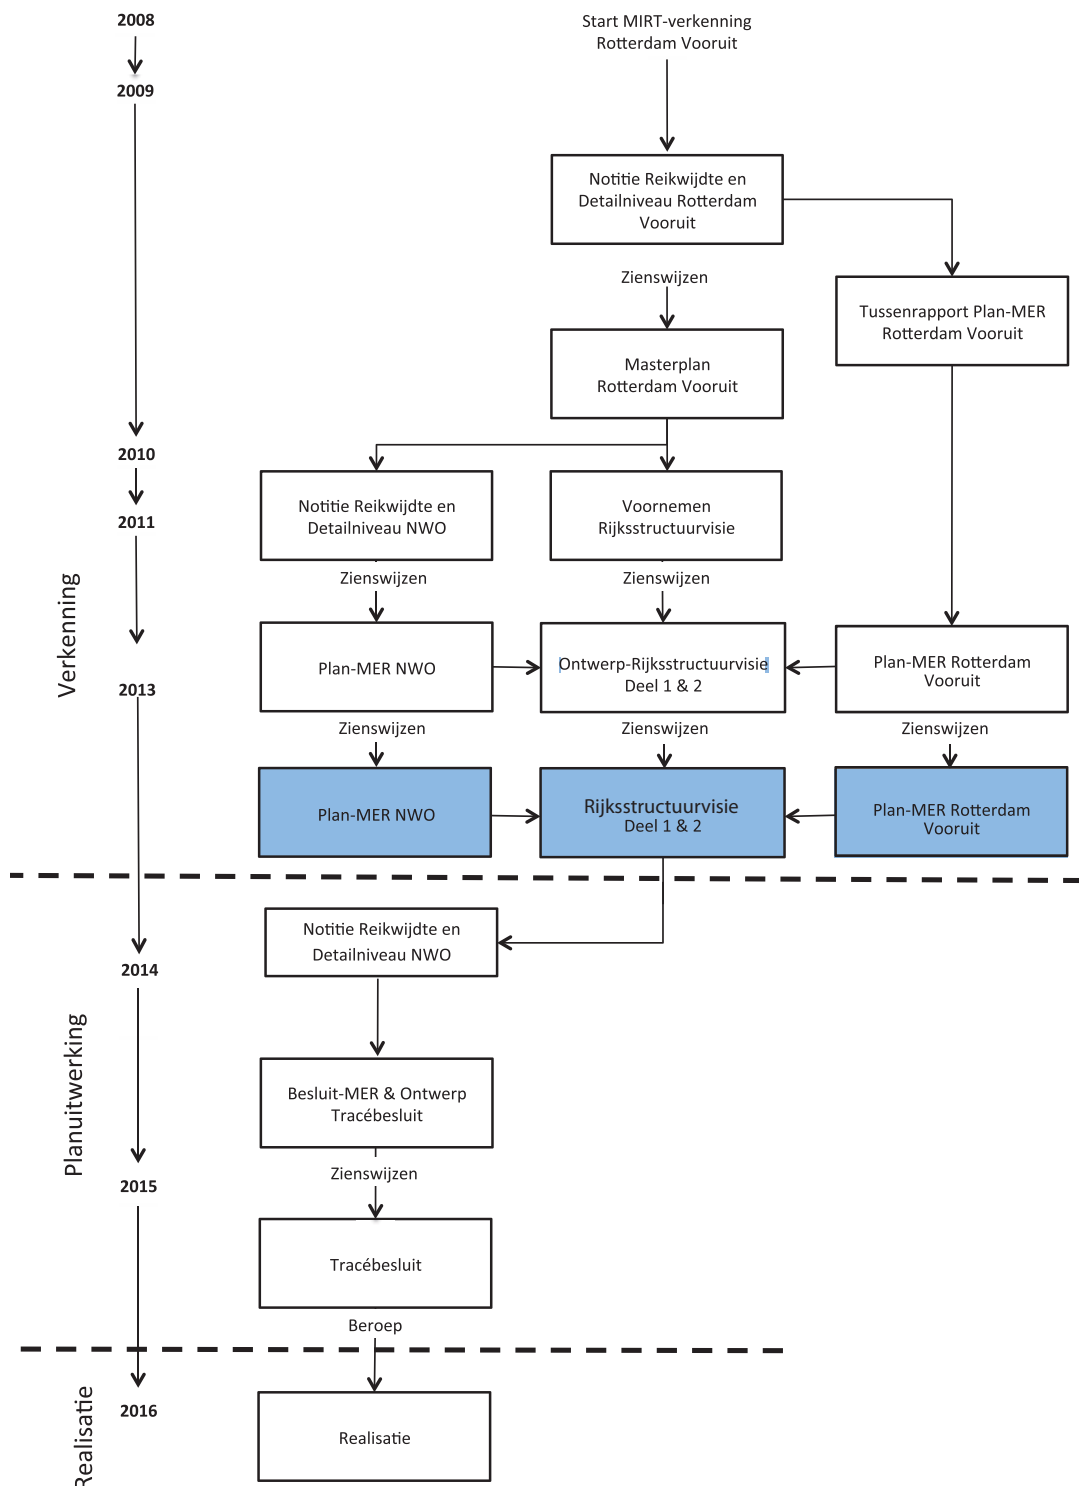 2008
Start MIRT-verkenning
Rotterdam Vooruit
2009
Notitie Reikwijdte en
Detailniveau Rotterdam
Vooruit
Zienswijzen
Tussenrapport Plan-MER
Rotterdam Vooruit
Masterplan
Rotterdam Vooruit
2010
Notitie Reikwijdte en
Detailniveau NWO
Voornemen
Rijksstructuurvisie
2011
Zienswijzen
Zienswijzen
Verkenning
Plan-MER NWO
Ontwerp-Rijksstructuurvisie
Deel 1 & 2
Plan-MER Rotterdam
Vooruit
2013
Zienswijzen
Zienswijzen
Zienswijzen
Plan-MER NWO
Rijksstructuurvisie
Deel 1 & 2
Plan-MER Rotterdam
Vooruit
Notitie Reikwijdte en
Detailniveau NWO
2014
Planuitwerking
Besluit-MER & Ontwerp
Tracébesluit
Zienswijzen
2015
Tracébesluit
Beroep
2016
Realisatie
Realisatie